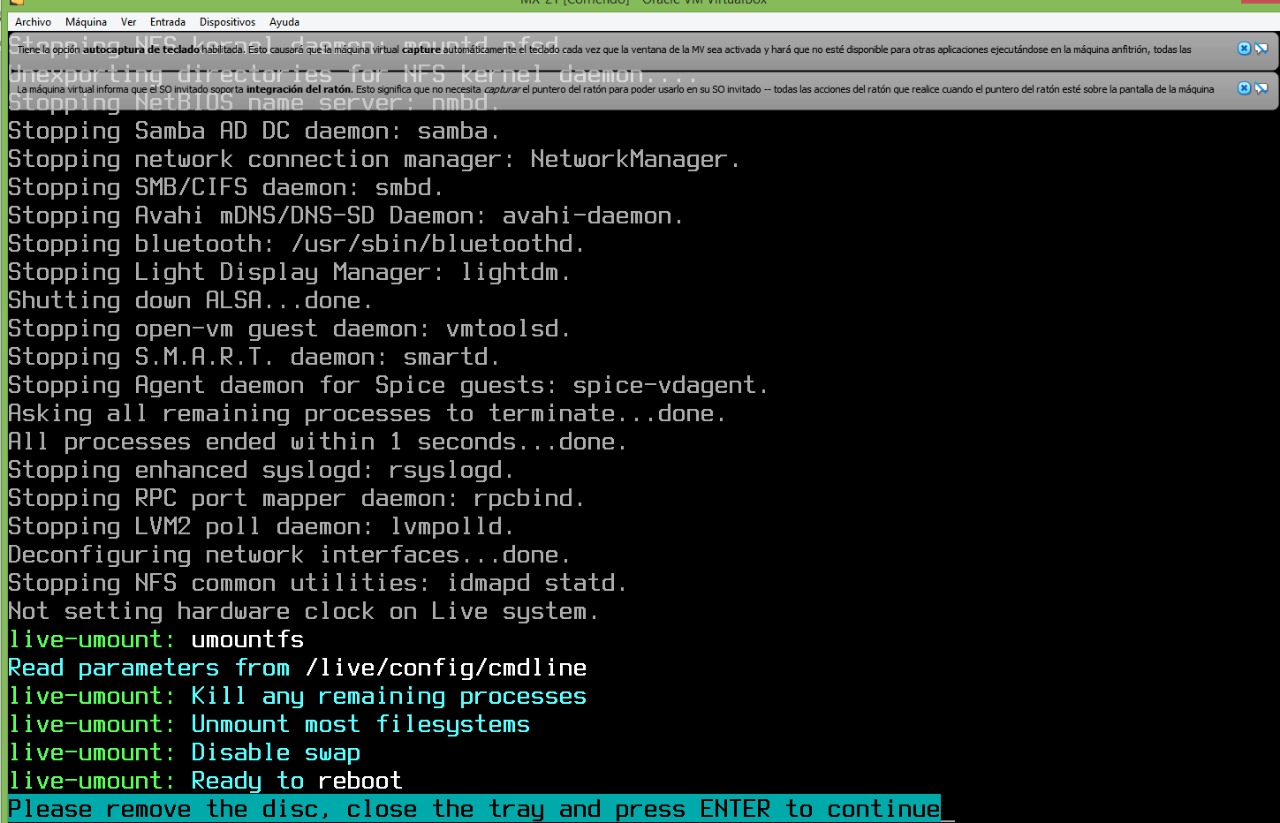 MX-21 [Corriendo] - Oracle VM VirtualBox
Archivo Máquina Ver Entrada Dispositivos Ayuda
Stopping NFS kernel daemon: mountd nfsd.
Tiene la opción autocaptura de teclado habilitada. Esto causará que la máquina virtual capture automáticamente el teclado cada vez que la ventana de la MV sea activada y hará que no esté disponible para otras aplicaciones ejecutándose en la máquina anfitrión, todas las
Unexporting directories for NFS kernel daemon....
La máquina virtual informa que el SO invitado soporta integración del ratón. Esto significa que no necesita capturar el puntero del ratón para poder usarlo en su SO invitado -- todas las acciones del ratón que realice cuando el puntero del ratón esté sobre la pantalla de la máquina
Stopping NetBIOS name server: nmbd.
Stopping Samba AD DC daemon: samba.
Stopping network connection manager: NetworkManager.
Stopping SMB/CIFS daemon: smbd.
Stopping Avahi mDNS/DNS-SD Daemon: avahi-daemon.
Stopping bluetooth: /usr/sbin/bluetoothd.
Stopping Light Display Manager: lightdm.
Shutting down ALSA...done.
Stopping open-vm guest daemon: vmtoolsd.
Stopping S.M.A.R.T. daemon: smartd.
Stopping Agent daemon for Spice guests: spice-vdagent.
Asking all remaining processes to terminate...done.
All processes ended within 1 seconds...done.
Stopping enhanced syslogd: rsyslogd.
Stopping RPC port mapper daemon: rpcbind.
Stopping LVM2 poll daemon: lvmpolld.
Deconfiguring network interfaces...done.
Stopping NFS common utilities: idmapd statd.
Not setting hardware clock on Live system.
live-umount: umountfs
Read parameters from /live/config/cmdline
live-umount: Kill any remaining processes
live-umount: Unmount most filesystems
live-umount: Disable swap
live-umount: Ready to reboot
Please remove the disc, close the tray and press ENTER to continue_